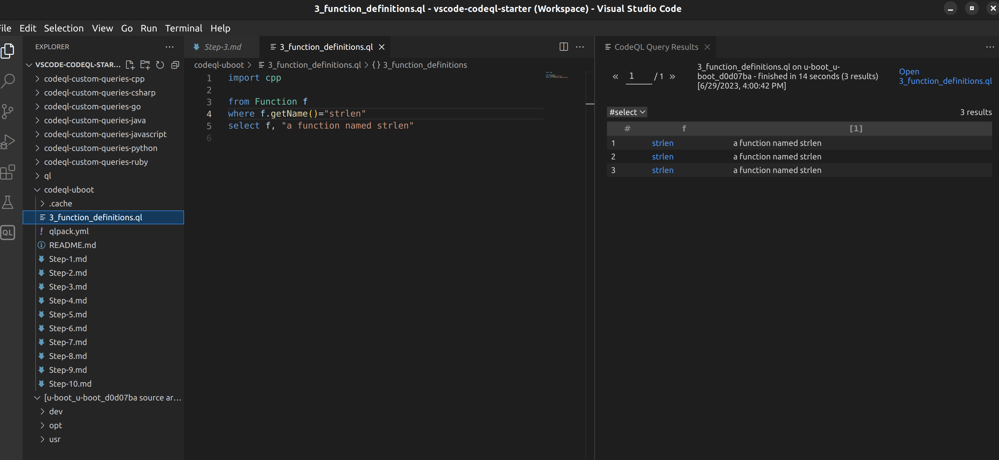 3_function_definitions.ql - vscode-codeql-starter (Workspace) - Visual Studio Code
File Edit Selection View Go Run Terminal Help
EXPLORER
VSCODE-CODEQL-STAR...
codeql-custom-queries-cpp
codeql-custom-queries-csharp
codeql-custom-queries-go
codeql-custom-queries-java
codeql-custom-queries-javascript
codeql-custom-queries-python
codeql-custom-queries-ruby
ql
codeql-uboot
.cache
3_function_definitions.ql
qlpack.yml
README.md
Step-1.md
Step-2.md
Step-3.md
Step-4.md
Step-5.md
Step-6.md
Step-7.md
Step-8.md
Step-9.md
Step-10.md
[u-boot_u-boot_d0d07ba source ar...
dev
opt
usr
QL
Step-3.md
3_function_definitions.ql
codeql-uboot > 3_function_definitions.ql > {} 3_function_definitions
1 import cpp
2
3 from Function f
4 where f.getName()="strlen"
5 select f, "a function named strlen"
6
CodeQL Query Results
« 1 / 1 »
3_function_definitions.ql on u-boot_u-
boot_d0d07ba - finished in 14 seconds (3 results)
[6/29/2023, 4:00:42 PM]
Open
3_function_definitions.ql
#select
3 results
# f [1]
1 strlen a function named strlen
2 strlen a function named strlen
3 strlen a function named strlen